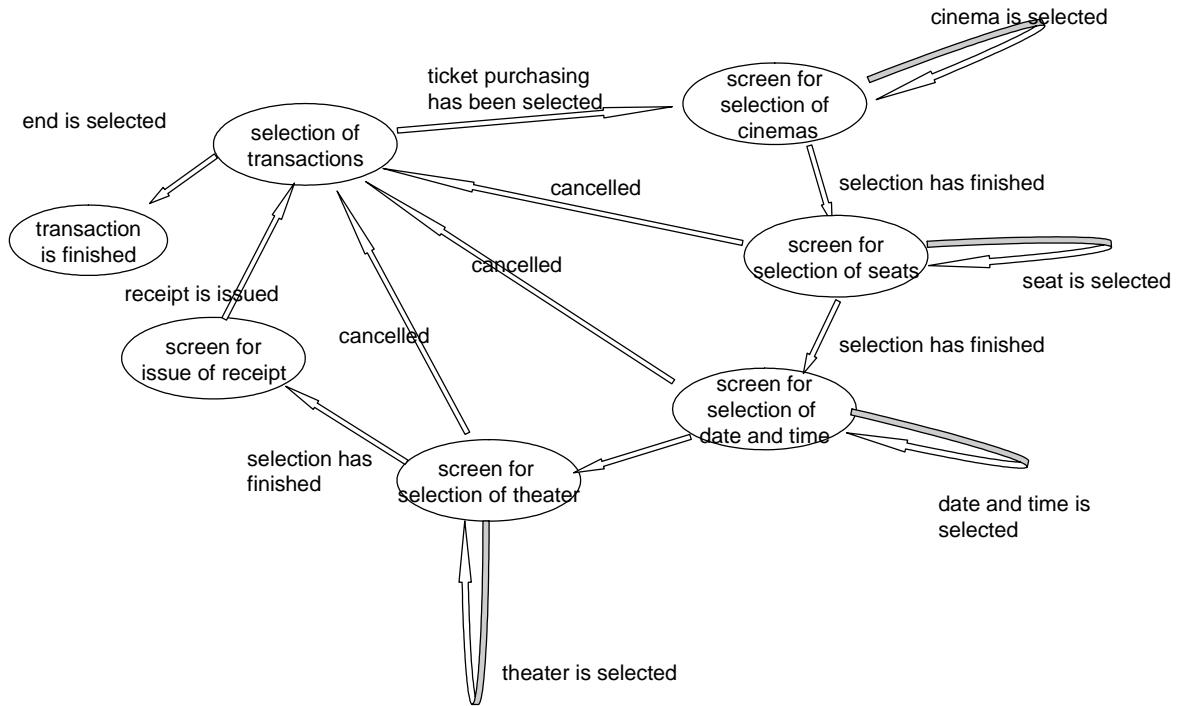 cinema is selected
ticket purchasing
has been selected
screen for
selection of
cinemas
end is selected
selection of
transactions
cancelled
selection has finished
transaction
is finished
screen for
selection of seats
cancelled
seat is selected
receipt is issued
cancelled
selection has finished
screen for
issue of receipt
screen for
selection of
date and time
selection has
finished
screen for
selection of theater
date and time is
selected
theater is selected